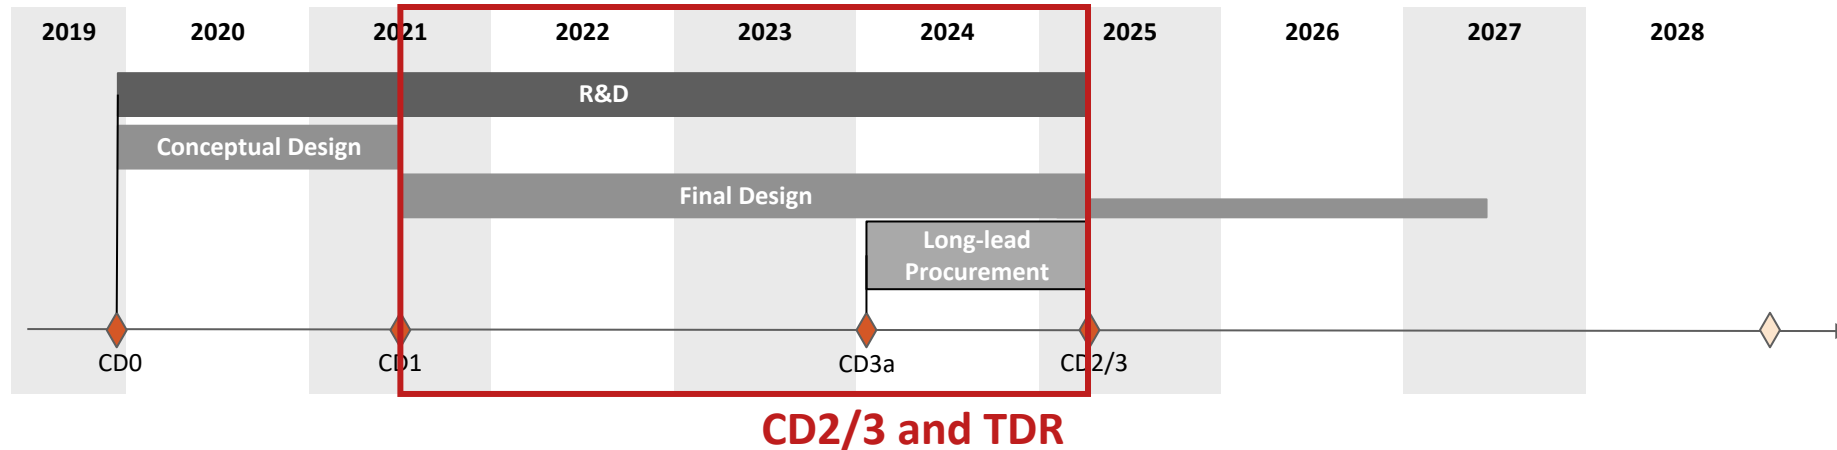 2019 2020 2021 2022 2023 2024 2025 2026 2027 2028
R&D
Conceptual Design
Final Design
Long-lead
Procurement
CD0 CD1 CD3a CD2/3
CD2/3 and TDR